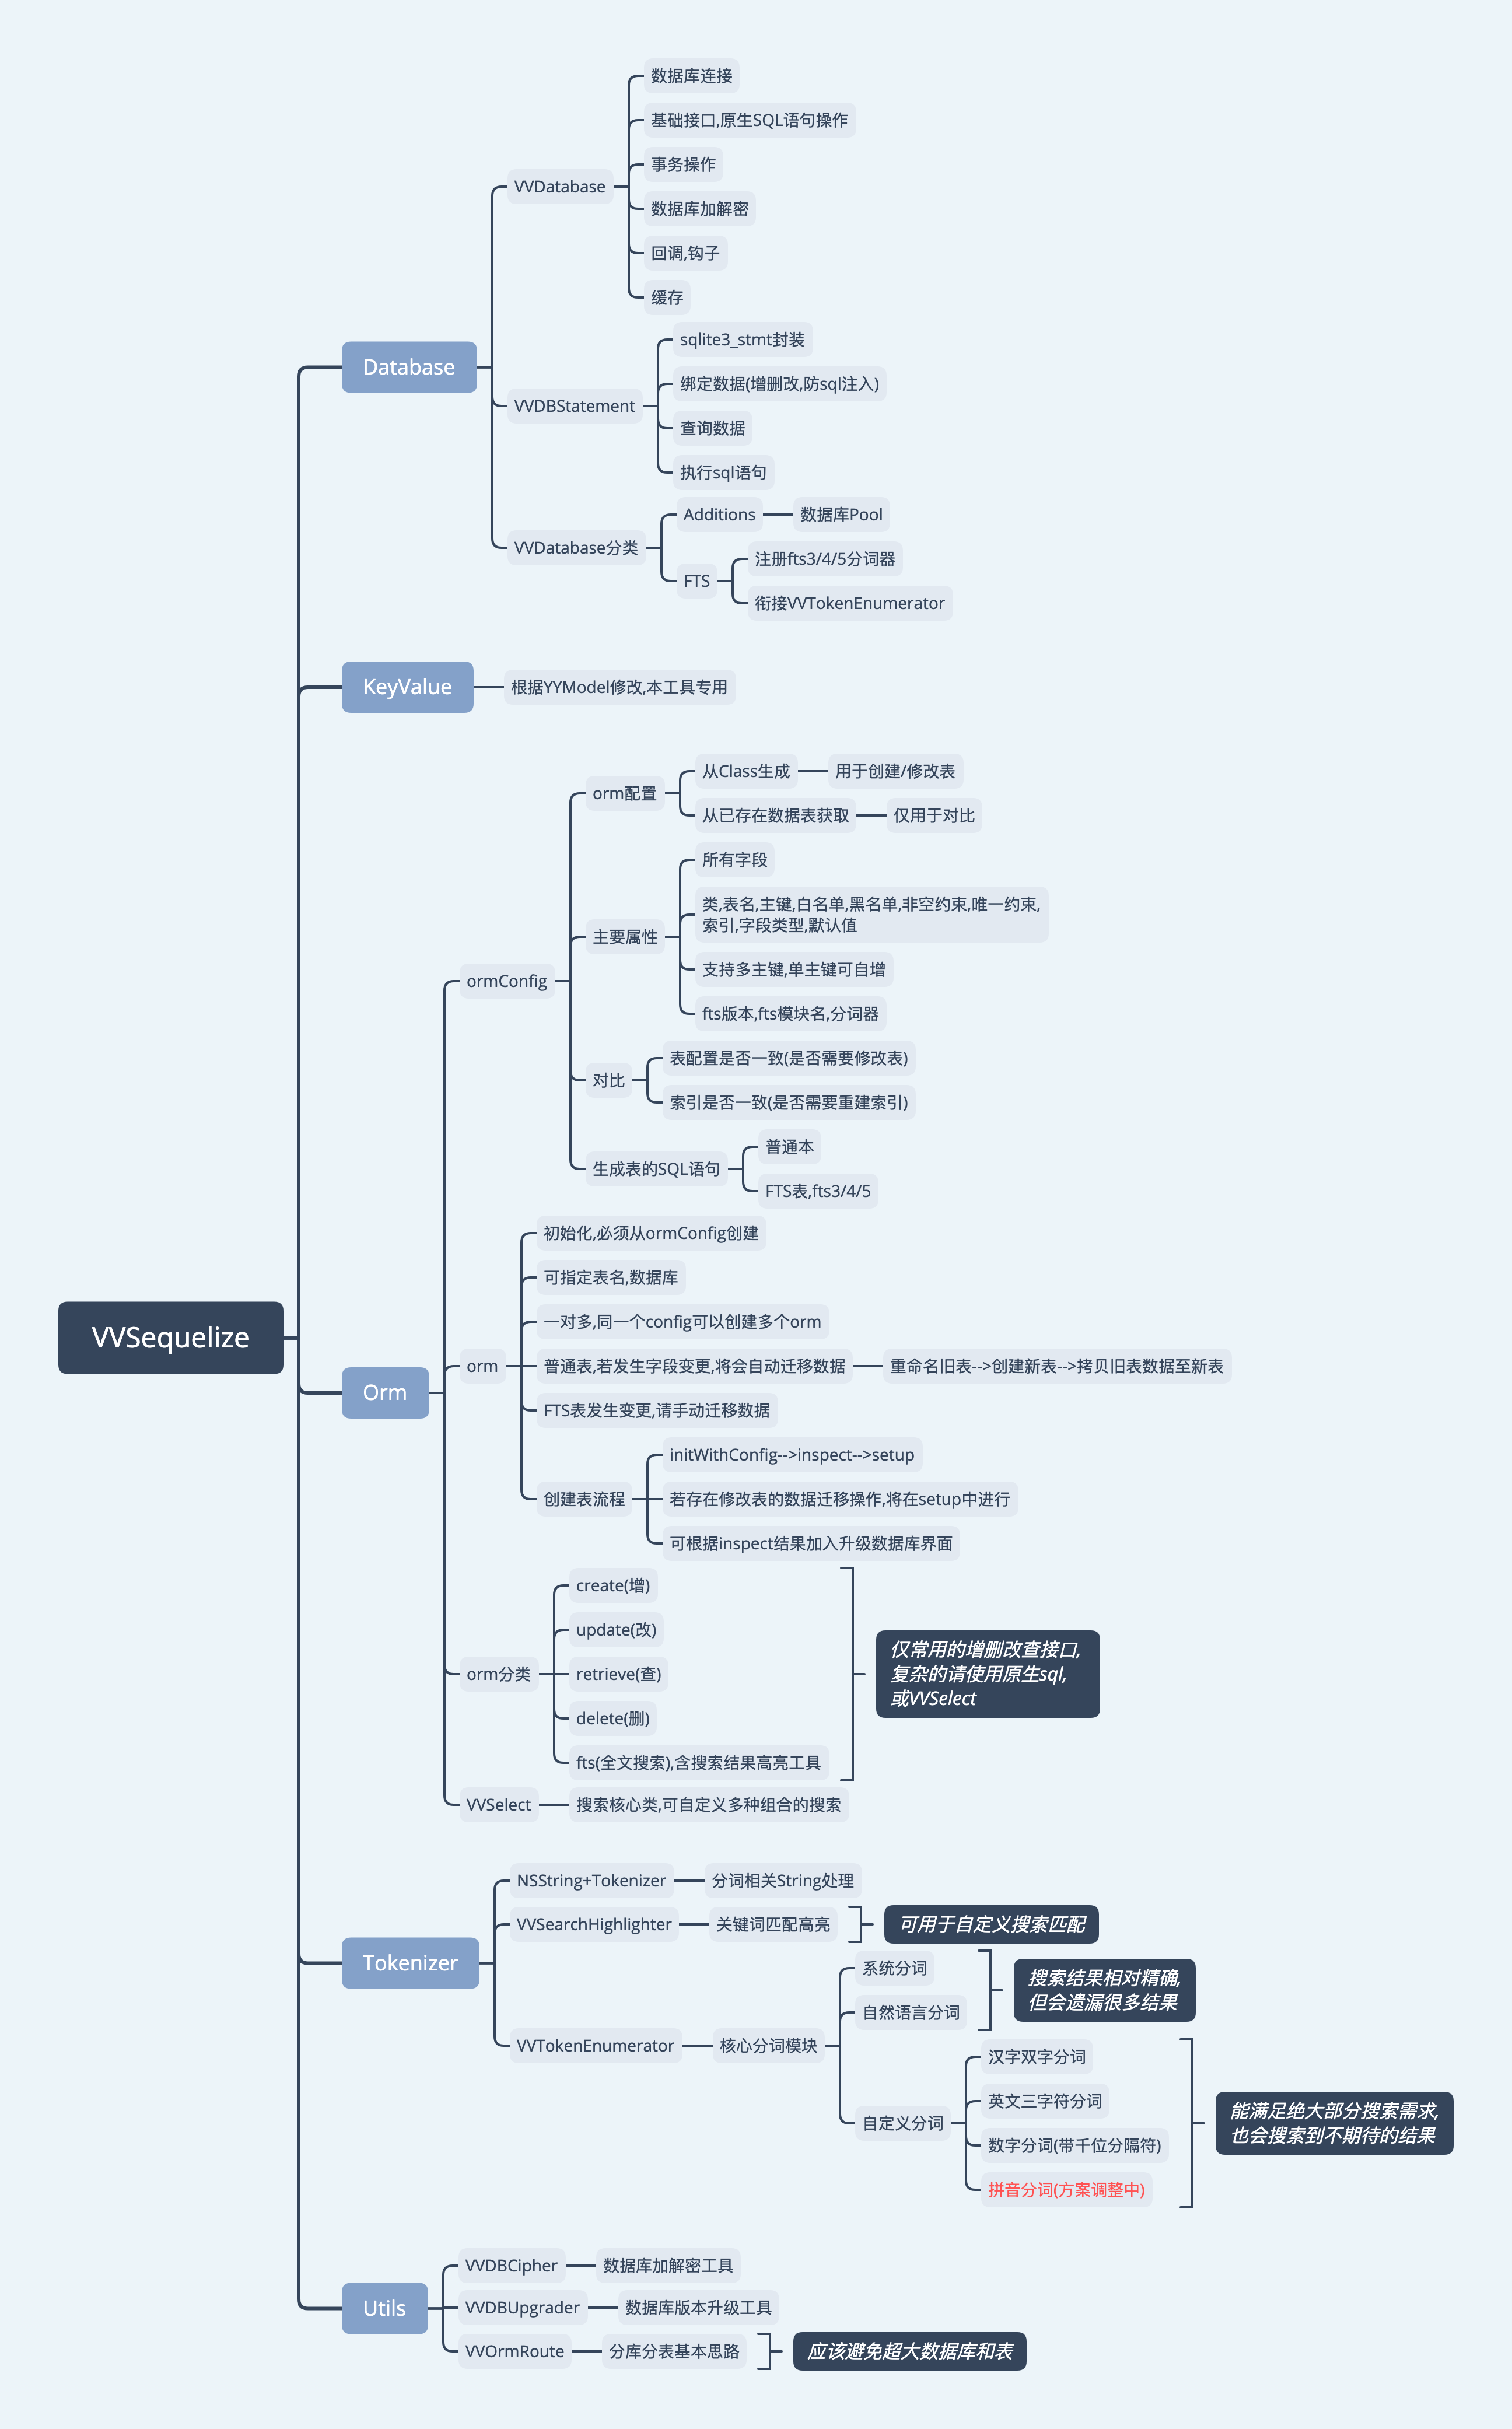 VVSequelize
Database
VVDatabase
数据库连接
基础接口,原生SQL语句操作
事务操作
数据库加解密
回调,钩子
缓存
VVDBStatement
sqlite3_stmt封装
绑定数据(增删改,防sql注入)
查询数据
执行sql语句
VVDatabase分类
Additions
数据库Pool
FTS
注册fts3/4/5分词器
衔接VVTokenEnumerator
KeyValue
根据YYModel修改,本工具专用
Orm
ormConfig
orm配置
从Class生成
用于创建/修改表
从已存在数据表获取
仅用于对比
主要属性
所有字段
类,表名,主键,白名单,黑名单,非空约束,唯一约束,
索引,字段类型,默认值
支持多主键,单主键可自增
fts版本,fts模块名,分词器
对比
表配置是否一致(是否需要修改表)
索引是否一致(是否需要重建索引)
生成表的SQL语句
普通本
FTS表,fts3/4/5
orm
初始化,必须从ormConfig创建
可指定表名,数据库
一对多,同一个config可以创建多个orm
普通表,若发生字段变更,将会自动迁移数据
重命名旧表-->创建新表-->拷贝旧表数据至新表
FTS表发生变更,请手动迁移数据
创建表流程
initWithConfig-->inspect-->setup
若存在修改表的数据迁移操作,将在setup中进行
可根据inspect结果加入升级数据库界面
orm分类
create(增)
update(改)
retrieve(查)
delete(删)
fts(全文搜索),含搜索结果高亮工具
仅常用的增删改查接口,
复杂的请使用原生sql,
或VVSelect
VVSelect
搜索核心类,可自定义多种组合的搜索
Tokenizer
NSString+Tokenizer
分词相关String处理
VVSearchHighlighter
关键词匹配高亮
可用于自定义搜索匹配
VVTokenEnumerator
核心分词模块
系统分词
自然语言分词
搜索结果相对精确,
但会遗漏很多结果
自定义分词
汉字双字分词
英文三字符分词
数字分词(带千位分隔符)
拼音分词(方案调整中)
能满足绝大部分搜索需求,
也会搜索到不期待的结果
Utils
VVDBCipher
数据库加解密工具
VVDBUpgrader
数据库版本升级工具
VVOrmRoute
分库分表基本思路
应该避免超大数据库和表